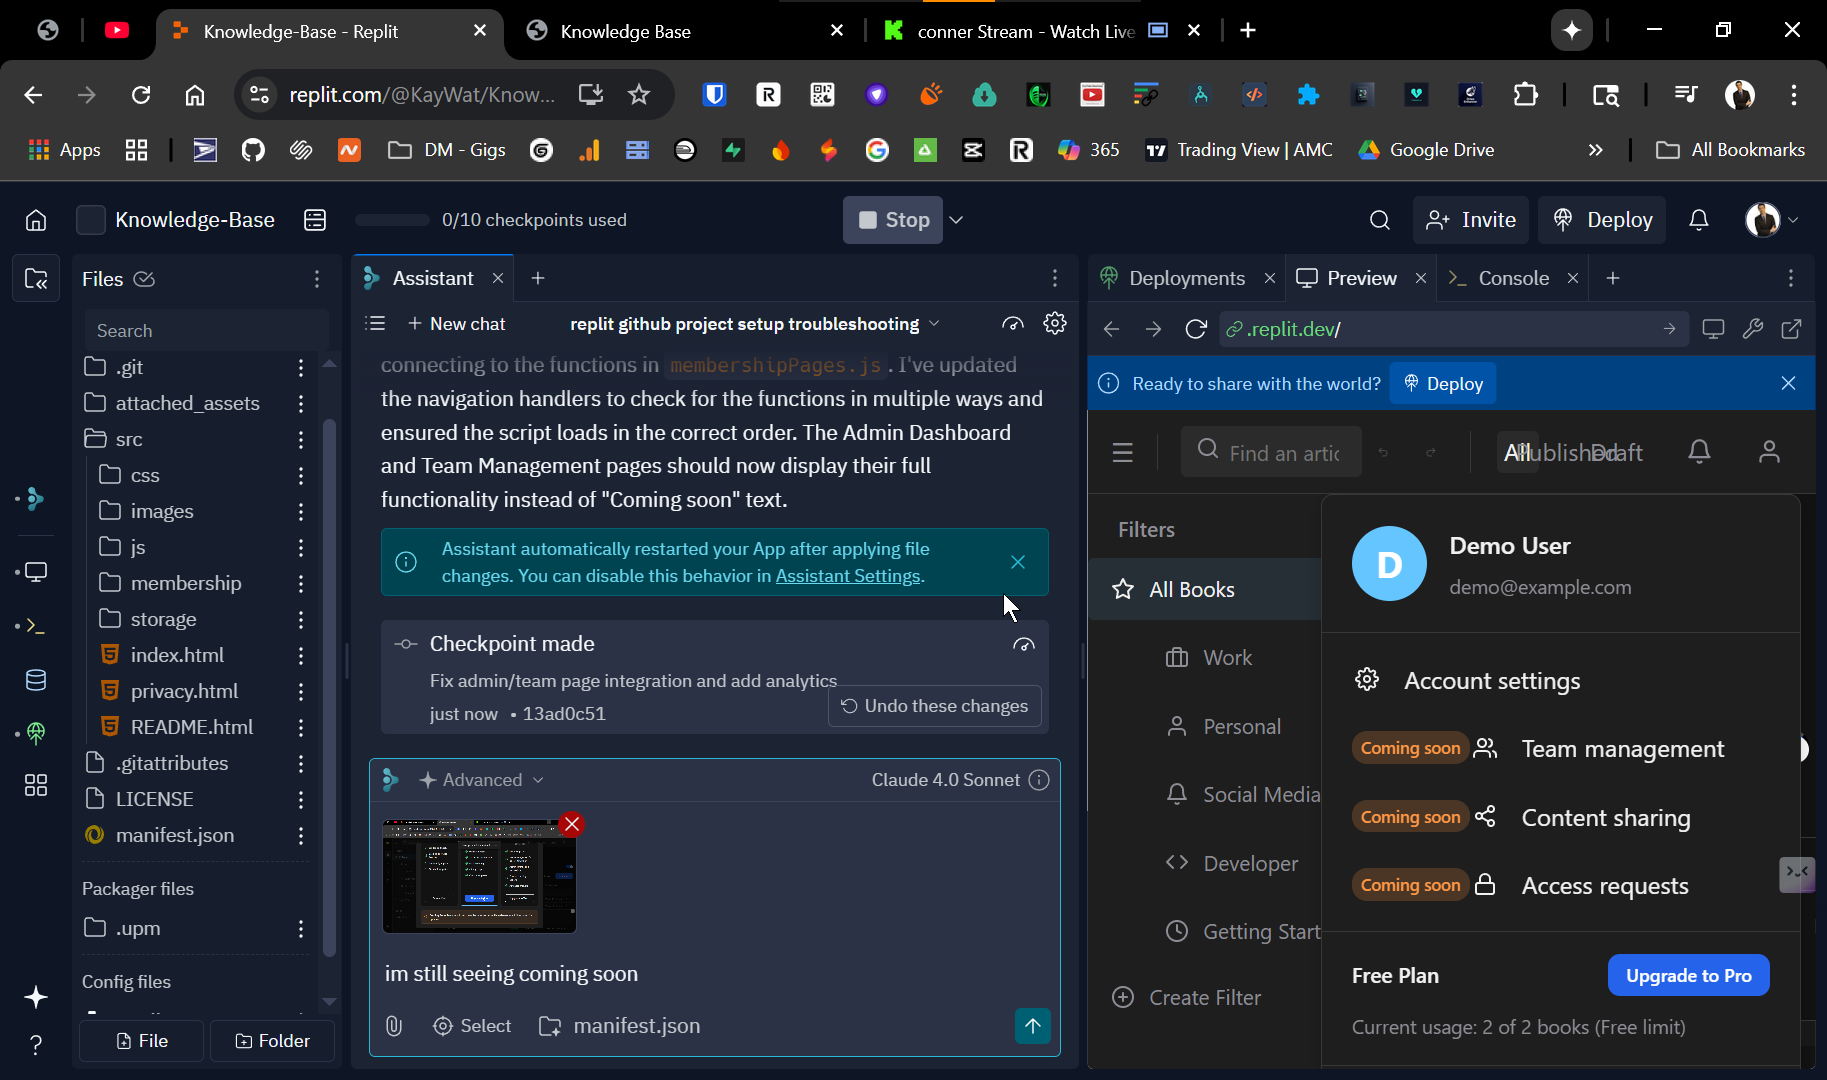 Knowledge-Base - Replit
Knowledge Base
conner Stream - Watch Live
replit.com/@KayWat/Know...
Apps
DM - Gigs
365
Trading View | AMC
Google Drive
All Bookmarks
Knowledge-Base
0/10 checkpoints used
Stop
Invite
Deploy
Files
Search
.git
attached_assets
src
css
images
js
membership
storage
index.html
privacy.html
README.html
.gitattributes
LICENSE
manifest.json
Packager files
.upm
Config files
File
Folder
Assistant
New chat
replit github project setup troubleshooting
connecting to the functions in membershipPages.js. I've updated
the navigation handlers to check for the functions in multiple ways and
ensured the script loads in the correct order. The Admin Dashboard
and Team Management pages should now display their full
functionality instead of "Coming soon" text.
Assistant automatically restarted your App after applying file
changes. You can disable this behavior in Assistant Settings.
Checkpoint made
Fix admin/team page integration and add analytics
just now • 13ad0c51
Undo these changes
Advanced
Claude 4.0 Sonnet
im still seeing coming soon
Select
manifest.json
Deployments
Preview
Console
.replit.dev/
Ready to share with the world?
Deploy
Find an artic
All
Published
Draft
Filters
All Books
Work
Personal
Social Media
Developer
Getting Start
Create Filter
D
Demo User
demo@example.com
Account settings
Coming soon Team management
Coming soon Content sharing
Coming soon Access requests
Free Plan
Upgrade to Pro
Current usage: 2 of 2 books (Free limit)